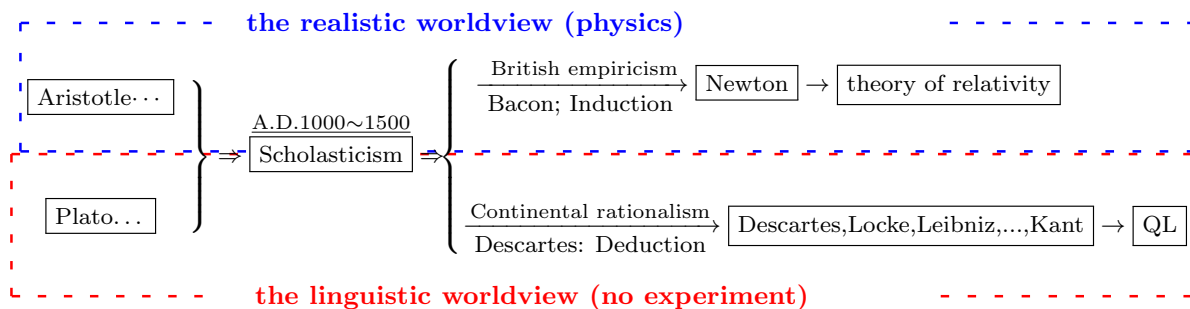 the realistic worldview (physics)
British empiricism
Aristotle···
Newton → theory of relativity
Bacon; Induction
A.D.1000~1500
⇒ Scholasticism ⇒
Plato...
Continental rationalism
Descartes,Locke,Leibniz,...,Kant → QL
Descartes: Deduction
the linguistic worldview (no experiment)